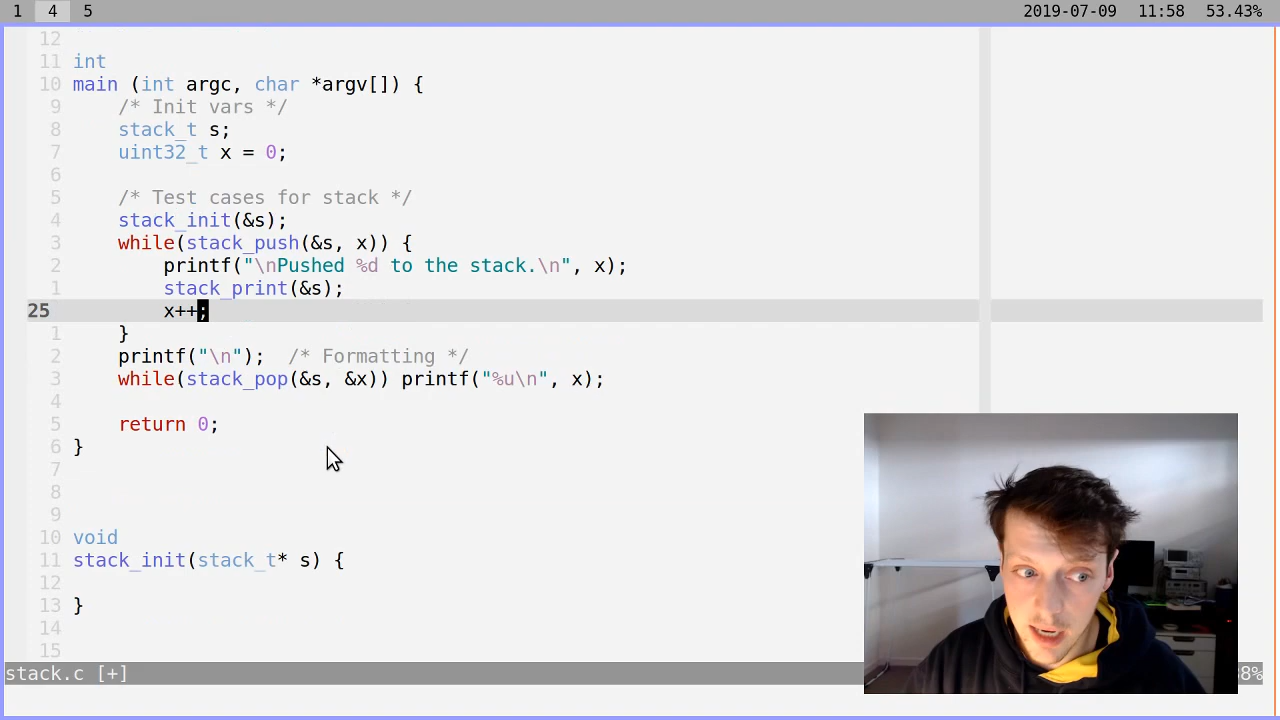 1 4 5 2019-07-09 11:58 53.43%
12
11 int
10 main (int argc, char *argv[]) {
9 /* Init vars */
8 stack_t s;
7 uint32_t x = 0;
6
5 /* Test cases for stack */
4 stack_init(&s);
3 while(stack_push(&s, x)) {
2 printf("\nPushed %d to the stack.\n", x);
1 stack_print(&s);
25 x++;
1 }
2 printf("\n"); /* Formatting */
3 while(stack_pop(&s, &x)) printf("%u\n", x);
4
5 return 0;
6 }
7
8
9
10 void
11 stack_init(stack_t* s) {
12
13 }
14
15
stack.c [+] 8%